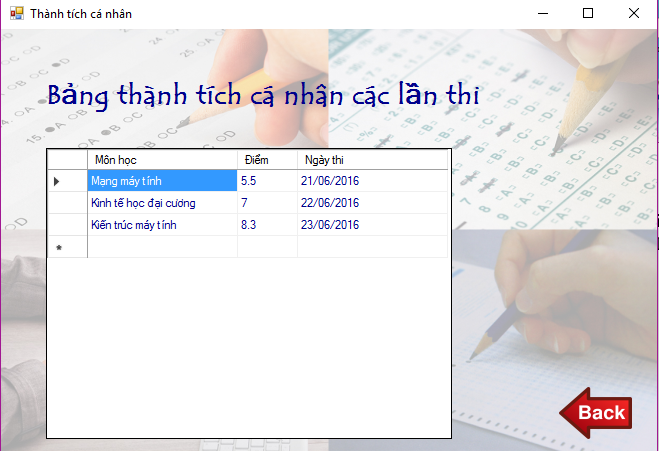 Thành tích cá nhân
Bảng thành tích cá nhân các lần thi
Môn học Điểm Ngày thi
Mạng máy tính 5.5 21/06/2016
Kinh tế học đại cương 7 22/06/2016
Kiến trúc máy tính 8.3 23/06/2016
Back